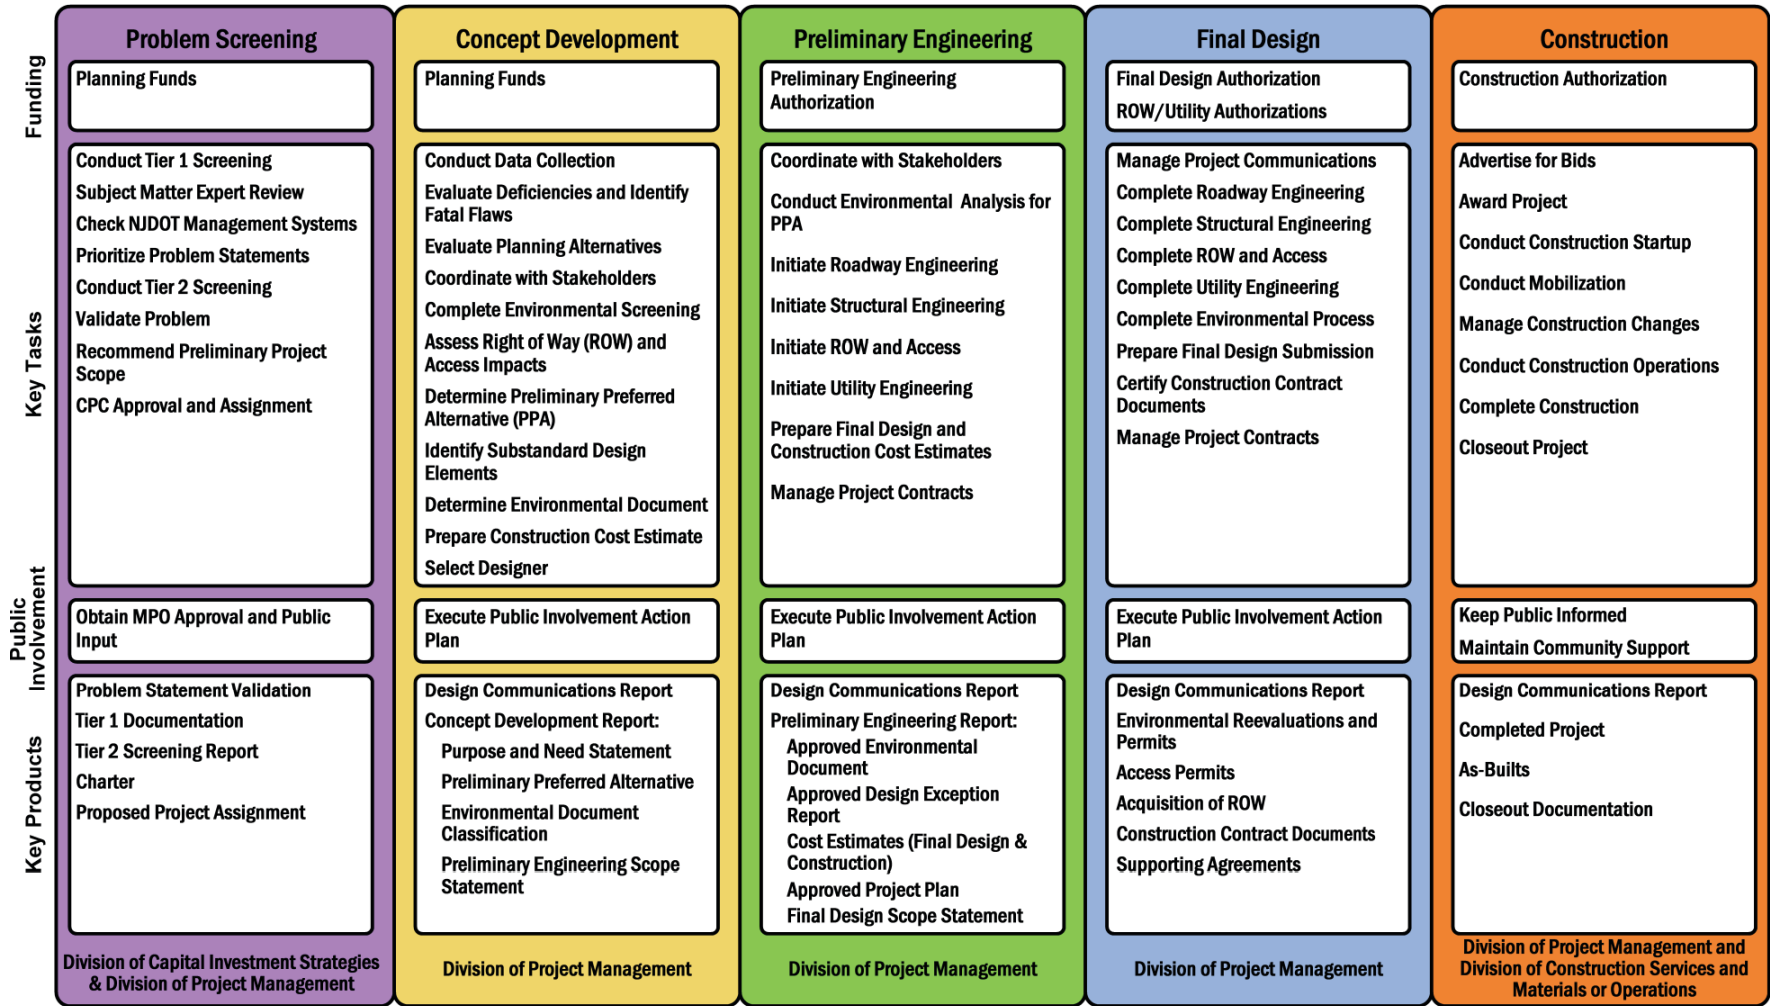 Problem Screening
Concept Development
Preliminary Engineering
Final Design
Construction
Funding
Planning Funds
Planning Funds
Preliminary Engineering
Authorization
Final Design Authorization
ROW/Utility Authorizations
Construction Authorization
Key Tasks
Conduct Tier 1 Screening
Subject Matter Expert Review
Check NJDOT Management Systems
Prioritize Problem Statements
Conduct Tier 2 Screening
Validate Problem
Recommend Preliminary Project
Scope
CPC Approval and Assignment
Conduct Data Collection
Evaluate Deficiencies and Identify
Fatal Flaws
Evaluate Planning Alternatives
Coordinate with Stakeholders
Complete Environmental Screening
Assess Right of Way (ROW) and
Access Impacts
Determine Preliminary Preferred
Alternative (PPA)
Identify Substandard Design
Elements
Determine Environmental Document
Prepare Construction Cost Estimate
Select Designer
Coordinate with Stakeholders
Conduct Environmental Analysis for
PPA
Initiate Roadway Engineering
Initiate Structural Engineering
Initiate ROW and Access
Initiate Utility Engineering
Prepare Final Design and
Construction Cost Estimates
Manage Project Contracts
Manage Project Communications
Complete Roadway Engineering
Complete Structural Engineering
Complete ROW and Access
Complete Utility Engineering
Complete Environmental Process
Prepare Final Design Submission
Certify Construction Contract
Documents
Manage Project Contracts
Advertise for Bids
Award Project
Conduct Construction Startup
Conduct Mobilization
Manage Construction Changes
Conduct Construction Operations
Complete Construction
Closeout Project
Public
Involvement
Obtain MPO Approval and Public
Input
Execute Public Involvement Action
Plan
Execute Public Involvement Action
Plan
Execute Public Involvement Action
Plan
Keep Public Informed
Maintain Community Support
Key Products
Problem Statement Validation
Tier 1 Documentation
Tier 2 Screening Report
Charter
Proposed Project Assignment
Design Communications Report
Concept Development Report:
Purpose and Need Statement
Preliminary Preferred Alternative
Environmental Document
Classification
Preliminary Engineering Scope
Statement
Design Communications Report
Preliminary Engineering Report:
Approved Environmental
Document
Approved Design Exception
Report
Cost Estimates (Final Design &
Construction)
Approved Project Plan
Final Design Scope Statement
Design Communications Report
Environmental Reevaluations and
Permits
Access Permits
Acquisition of ROW
Construction Contract Documents
Supporting Agreements
Design Communications Report
Completed Project
As-Builts
Closeout Documentation
Division of Capital Investment Strategies
& Division of Project Management
Division of Project Management
Division of Project Management
Division of Project Management
Division of Project Management and
Division of Construction Services and
Materials or Operations